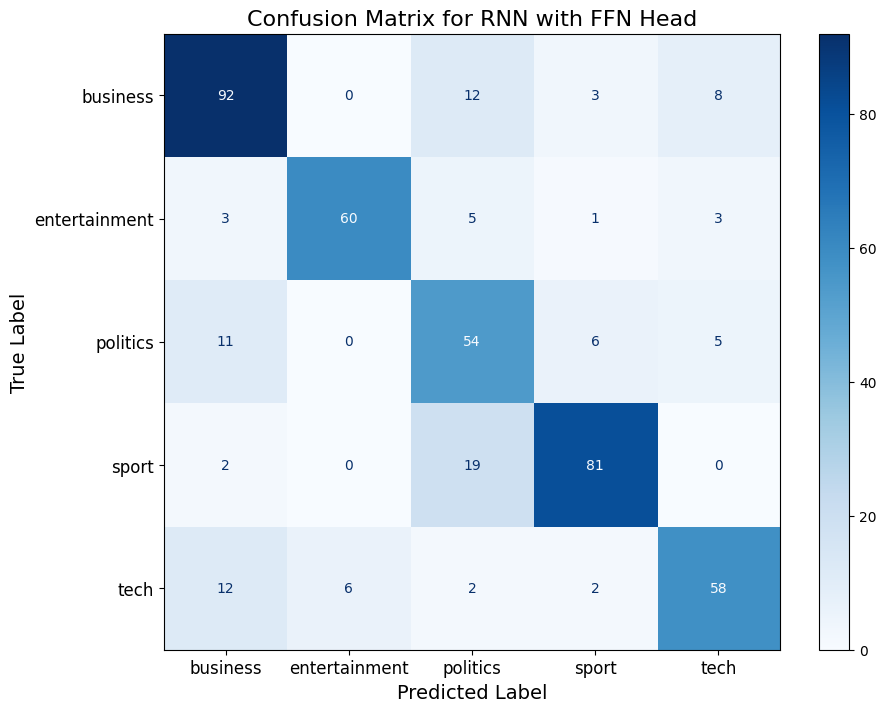 Confusion Matrix for RNN with FFN Head
business 92 0 12 3 8
entertainment 3 60 5 1 3
politics 11 0 54 6 5
sport 2 0 19 81 0
tech 12 6 2 2 58
business entertainment politics sport tech
Predicted Label
True Label
80
60
40
20
0